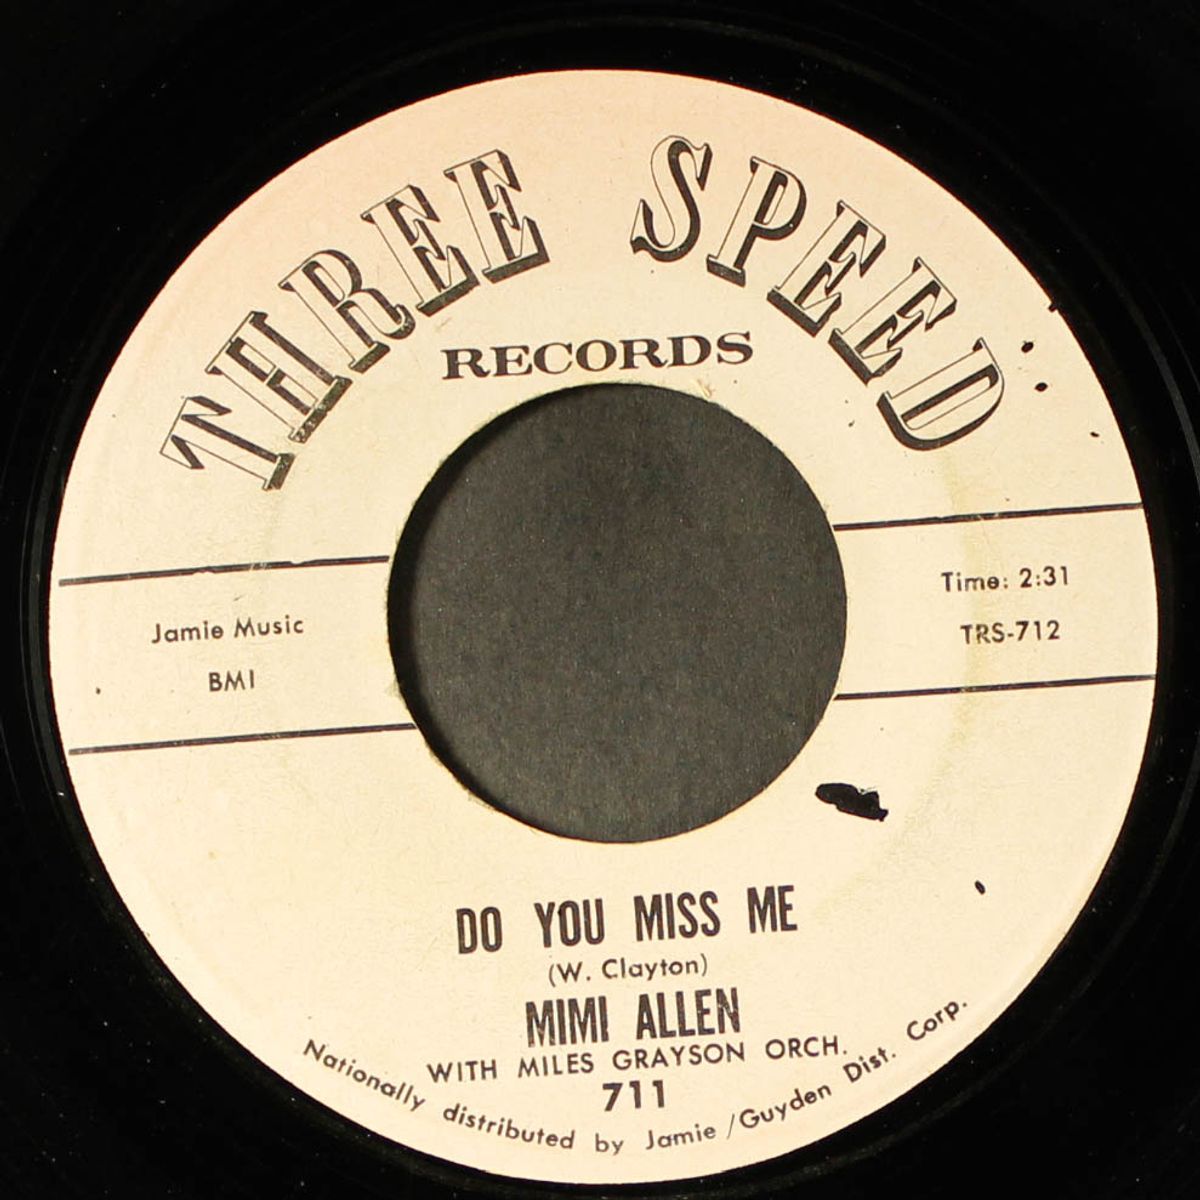 THREE SPEED
RECORDS
Jamie Music
BMI
Time: 2:31
TRS-712
DO YOU MISS ME
(W. Clayton)
MIMI ALLEN
WITH MILES GRAYSON ORCH.
711
Nationally distributed by Jamie/Guyden Dist. Corp.